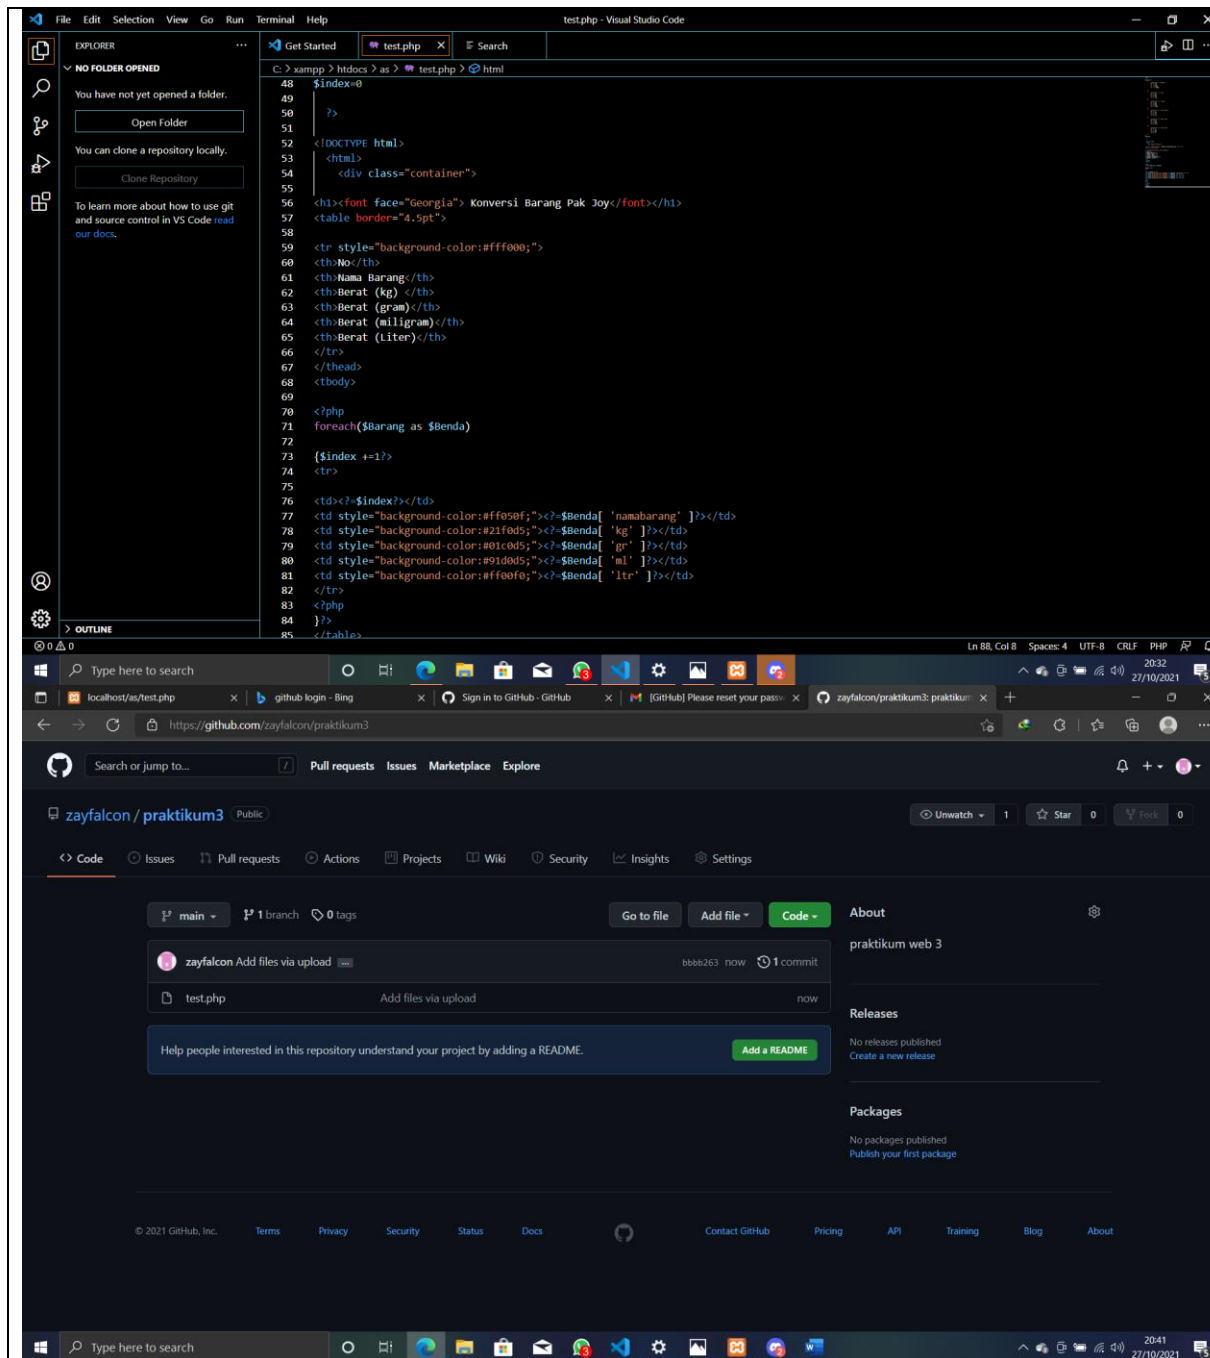 File Edit Selection View Go Run Terminal Help test.php - Visual Studio Code
EXPLORER ··· Get Started test.php × Search
NO FOLDER OPENED C: > xampp > htdocs > as > test.php > html
You have not yet opened a folder.
Open Folder
You can clone a repository locally.
Clone Repository
To learn more about how to use git
and source control in VS Code read
our docs.
48 $index=0
49
50 ?>
51
52 <!DOCTYPE html>
53 <html>
54 <div class="container">
55
56 <h1><font face="Georgia"> Konversi Barang Pak Joy</font></h1>
57 <table border="4.5pt">
58
59 <tr style="background-color:#fff000;">
60 <th>No</th>
61 <th>Nama Barang</th>
62 <th>Berat (kg) </th>
63 <th>Berat (gram)</th>
64 <th>Berat (miligram)</th>
65 <th>Berat (Liter)</th>
66 </tr>
67 </thead>
68 <tbody>
69
70 <?php
71 foreach($Barang as $Benda)
72
73 {$index +=1?>
74 <tr>
75
76 <td><?=$index?></td>
77 <td style="background-color:#ff050f;"><?=$Benda[ 'namabarang' ]?></td>
78 <td style="background-color:#21f0d5;"><?=$Benda[ 'kg' ]?></td>
79 <td style="background-color:#01c0d5;"><?=$Benda[ 'gr' ]?></td>
80 <td style="background-color:#91d0d5;"><?=$Benda[ 'ml' ]?></td>
81 <td style="background-color:#ff00f0;"><?=$Benda[ 'ltr' ]?></td>
82 </tr>
83 <?php
84 }?>
85 </table>
OUTLINE
0 0 Ln 88, Col 8 Spaces: 4 UTF-8 CRLF PHP
Type here to search 20:32
27/10/2021
localhost/as/test.php × github login - Bing × Sign in to GitHub · GitHub × [GitHub] Please reset your passw × zayfalcon/praktikum3: praktikum ×
https://github.com/zayfalcon/praktikum3
Search or jump to... / Pull requests Issues Marketplace Explore
zayfalcon / praktikum3 Public Unwatch 1 Star 0 Fork 0
Code Issues Pull requests Actions Projects Wiki Security Insights Settings
main 1 branch 0 tags Go to file Add file Code About
praktikum web 3
zayfalcon Add files via upload ... bbbb263 now 1 commit
test.php Add files via upload now
Releases
No releases published
Create a new release
Help people interested in this repository understand your project by adding a README. Add a README
Packages
No packages published
Publish your first package
© 2021 GitHub, Inc. Terms Privacy Security Status Docs Contact GitHub Pricing API Training Blog About
Type here to search 20:41
27/10/2021